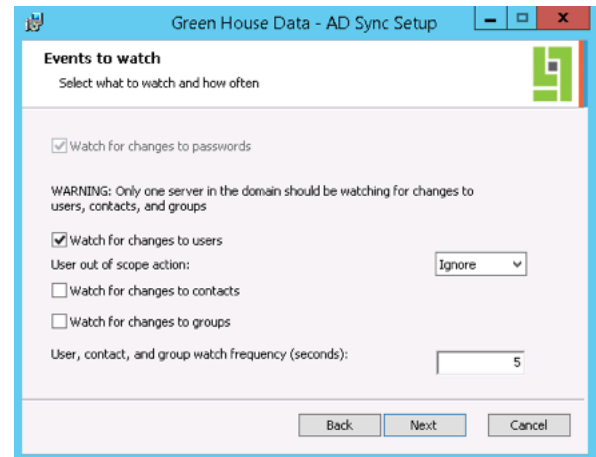 Green House Data - AD Sync Setup
Events to watch
Select what to watch and how often
Watch for changes to passwords
WARNING: Only one server in the domain should be watching for changes to
users, contacts, and groups
Watch for changes to users
User out of scope action: Ignore
Watch for changes to contacts
Watch for changes to groups
User, contact, and group watch frequency (seconds): 5
Back Next Cancel